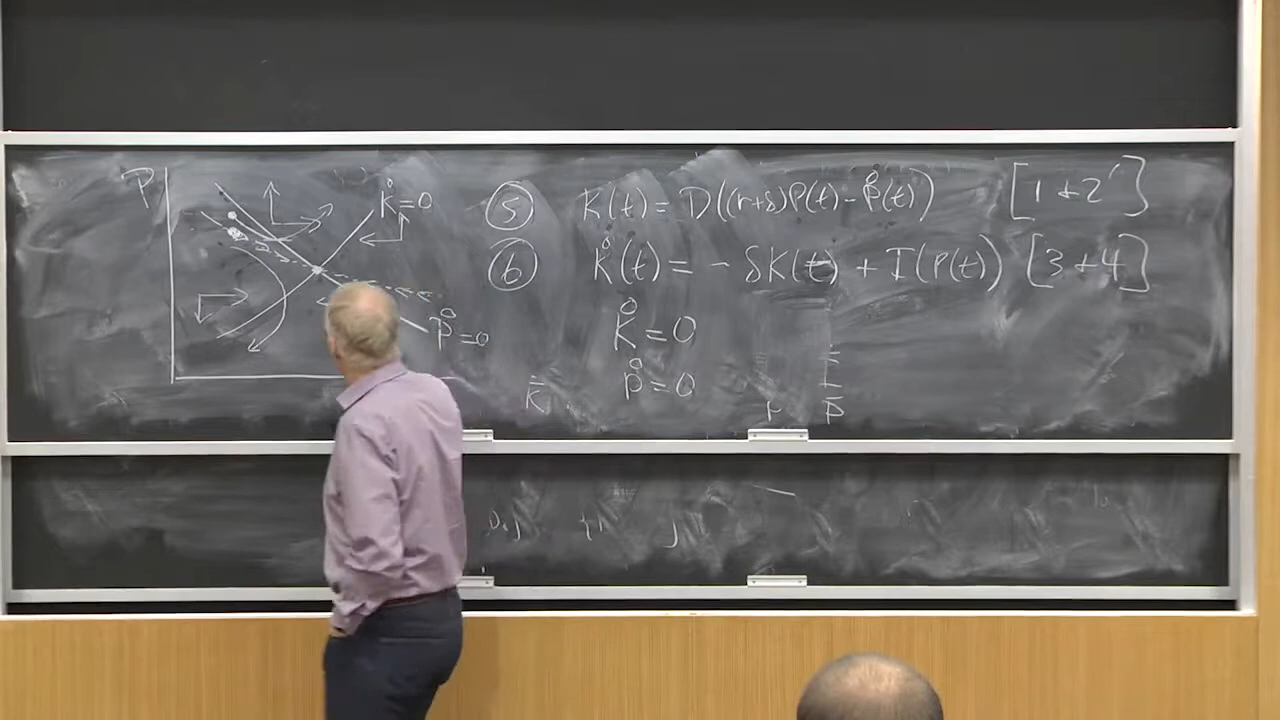 P
K̊=0
P̊=0
⑤ K(t) = D((r+δ)P(t) - P̊(t)) [1+2']
⑥ K̊(t) = - δK(t) + I(P(t)) [3+4]
K̊=0
P̊=0
K̄
P̄